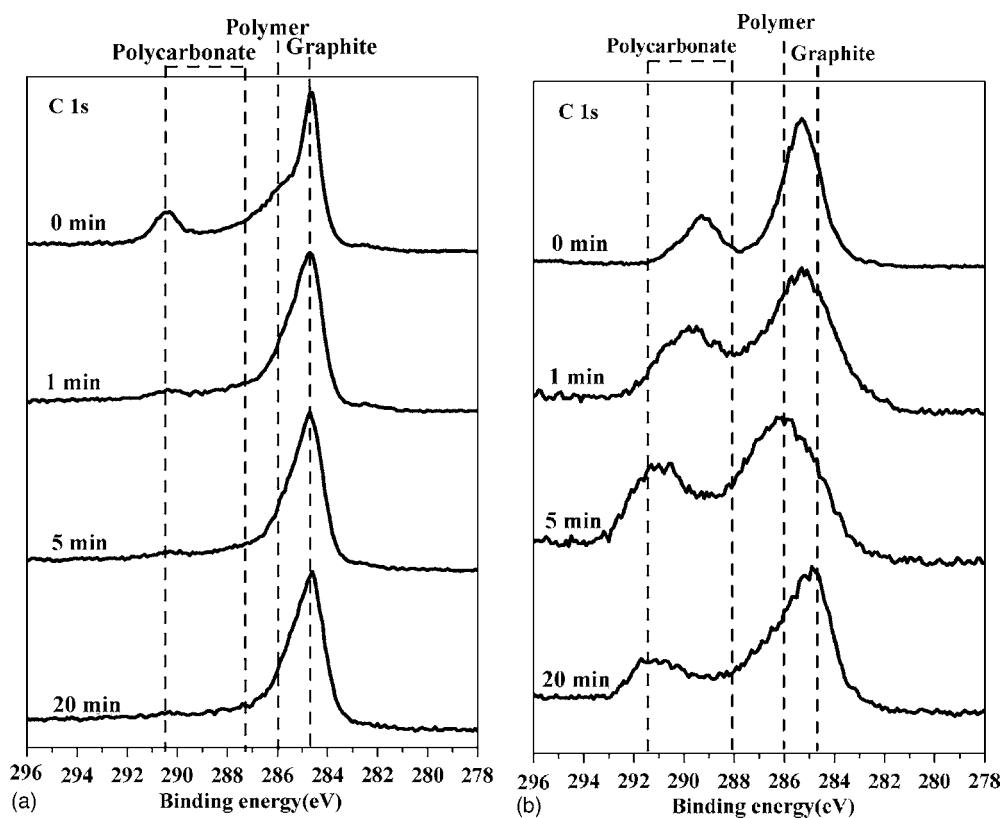 Polymer
Polycarbonate Graphite
C 1s
0 min
1 min
5 min
20 min
296 294 292 290 288 286 284 282 280 278
(a) Binding energy(eV)
Polymer
Polycarbonate Graphite
C 1s
0 min
1 min
5 min
20 min
296 294 292 290 288 286 284 282 280 278
(b) Binding energy(eV)